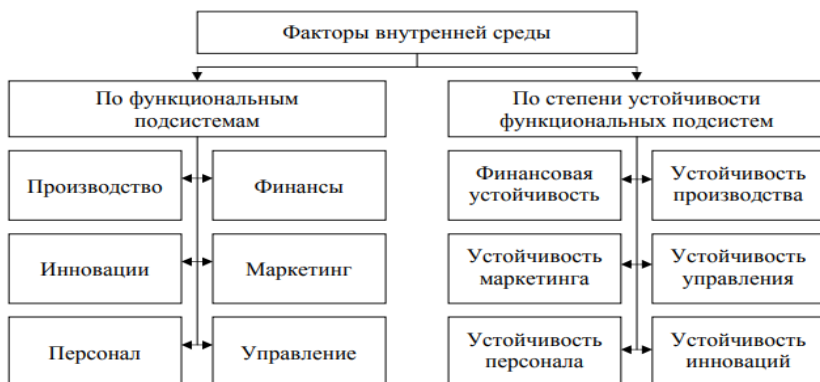 Факторы внутренней среды
По функциональным
подсистемам
По степени устойчивости
функциональных подсистем
Производство
Финансы
Финансовая
устойчивость
Устойчивость
производства
Инновации
Маркетинг
Устойчивость
маркетинга
Устойчивость
управления
Персонал
Управление
Устойчивость
персонала
Устойчивость
инноваций